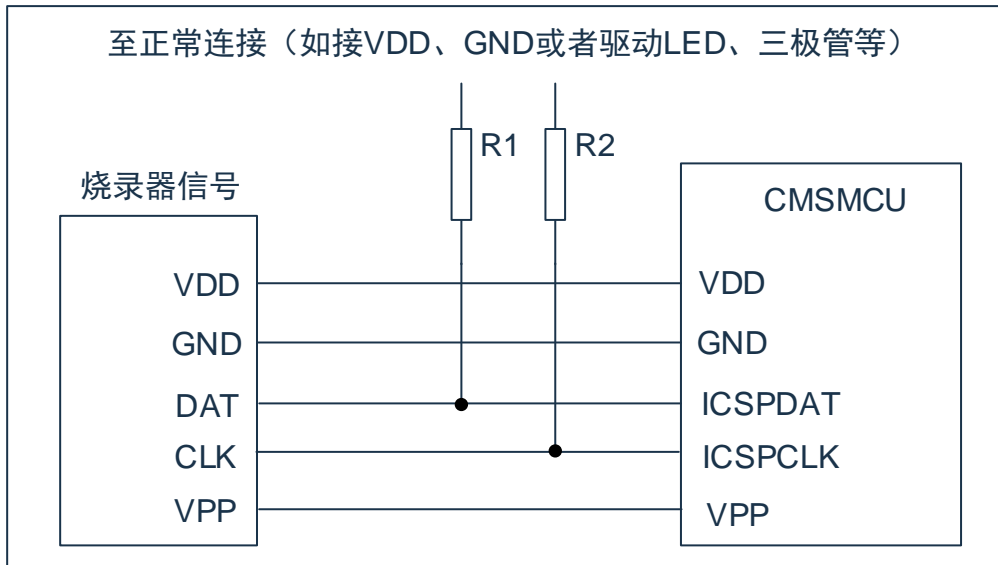 至正常连接（如接VDD、GND或者驱动LED、三极管等）
R1
R2
烧录器信号
CMSMCU
VDD
VDD
GND
GND
DAT
ICSPDAT
CLK
ICSPCLK
VPP
VPP